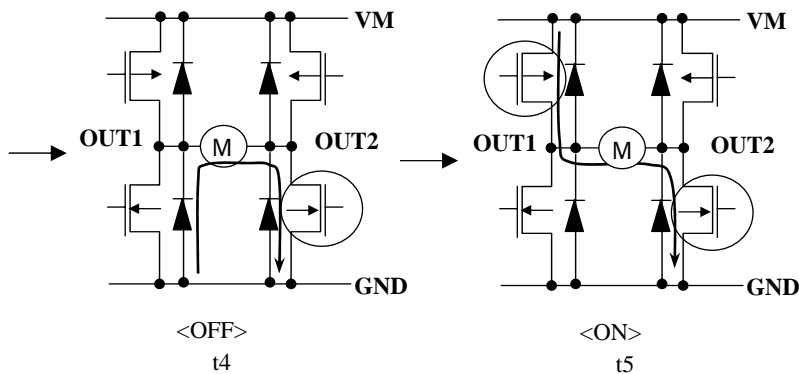 VM
OUT1
M
OUT2
GND
<OFF>
t4
VM
OUT1
M
OUT2
GND
<ON>
t5